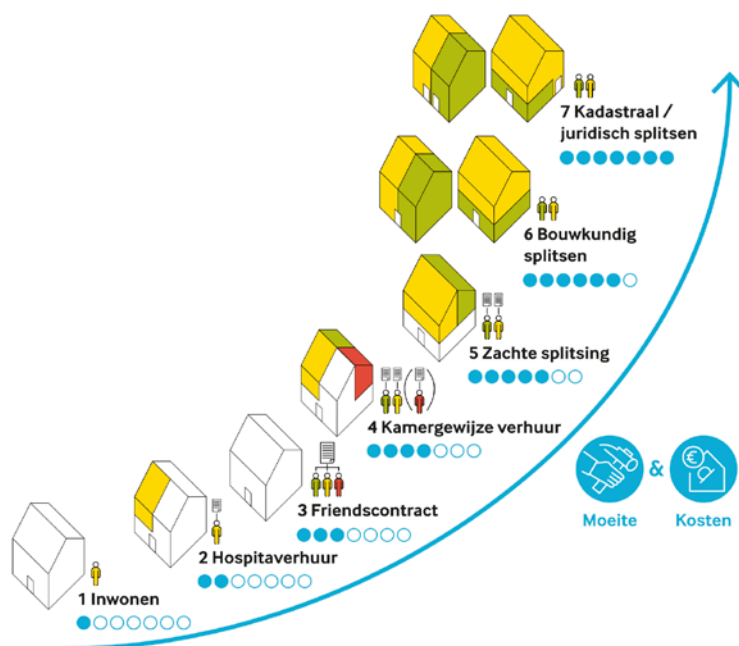 7 Kadastraal /
juridisch splitsen
6 Bouwkundig
splitsen
5 Zachte splitsing
4 Kamergewijze verhuur
3 Friendscontract
2 Hospitaverhuur
1 Inwonen
€
&
Moeite
Kosten